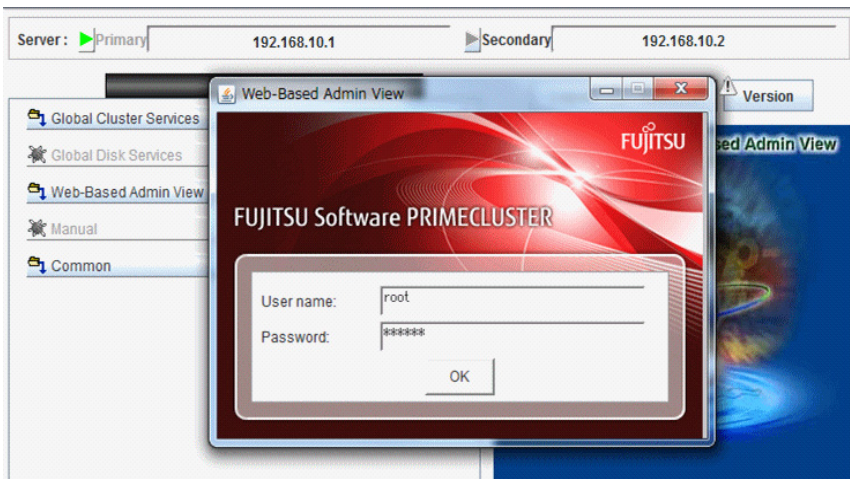 Server : Primary 192.168.10.1 Secondary 192.168.10.2
Web-Based Admin View
Version
Global Cluster Services
Global Disk Services
Web-Based Admin View
Manual
Common
FUJITSU
sed Admin View
FUJITSU Software PRIMECLUSTER
User name: root
Password: ******
OK